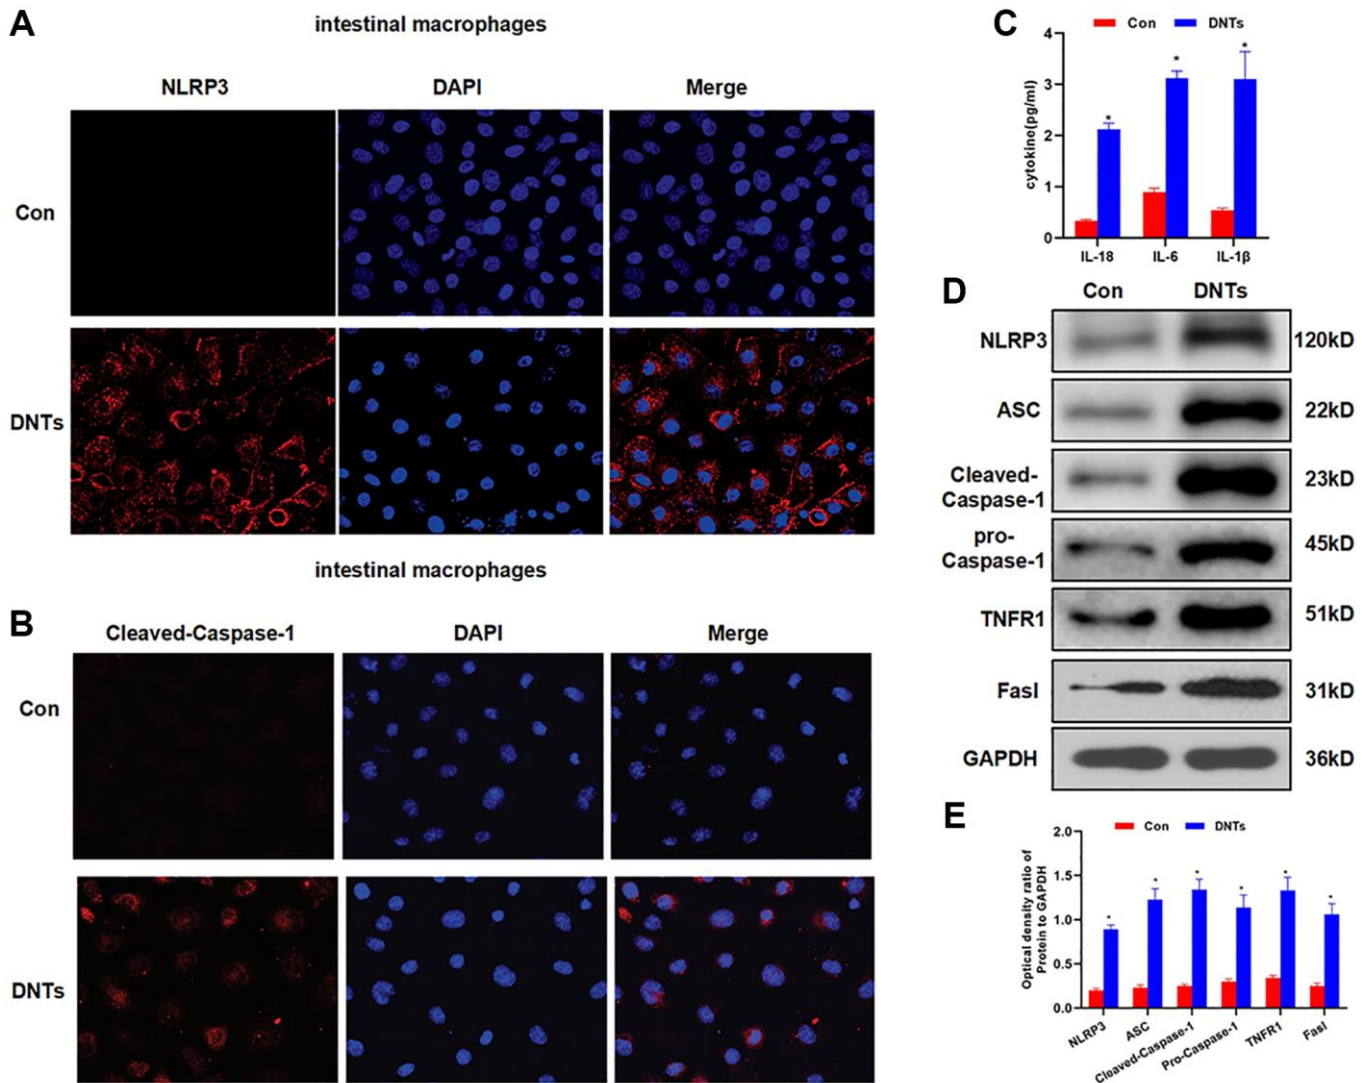 A
intestinal macrophages
NLRP3
DAPI
Merge
Con
DNTs
intestinal macrophages
B
Cleaved-Caspase-1
DAPI
Merge
Con
DNTs
C
Con
DNTs
cytokine(pg/ml)
4
3
2
1
0
*
*
*
IL-18
IL-6
IL-1β
D
Con
DNTs
NLRP3
120kD
ASC
22kD
Cleaved-
Caspase-1
23kD
pro-
Caspase-1
45kD
TNFR1
51kD
Fasl
31kD
GAPDH
36kD
E
Con
DNTs
Optical density ratio of
Protein to GAPDH
2.0
1.5
1.0
0.5
0.0
*
*
*
*
*
*
NLRP3
ASC
Cleaved-Caspase-1
Pro-Caspase-1
TNFR1
Fasl